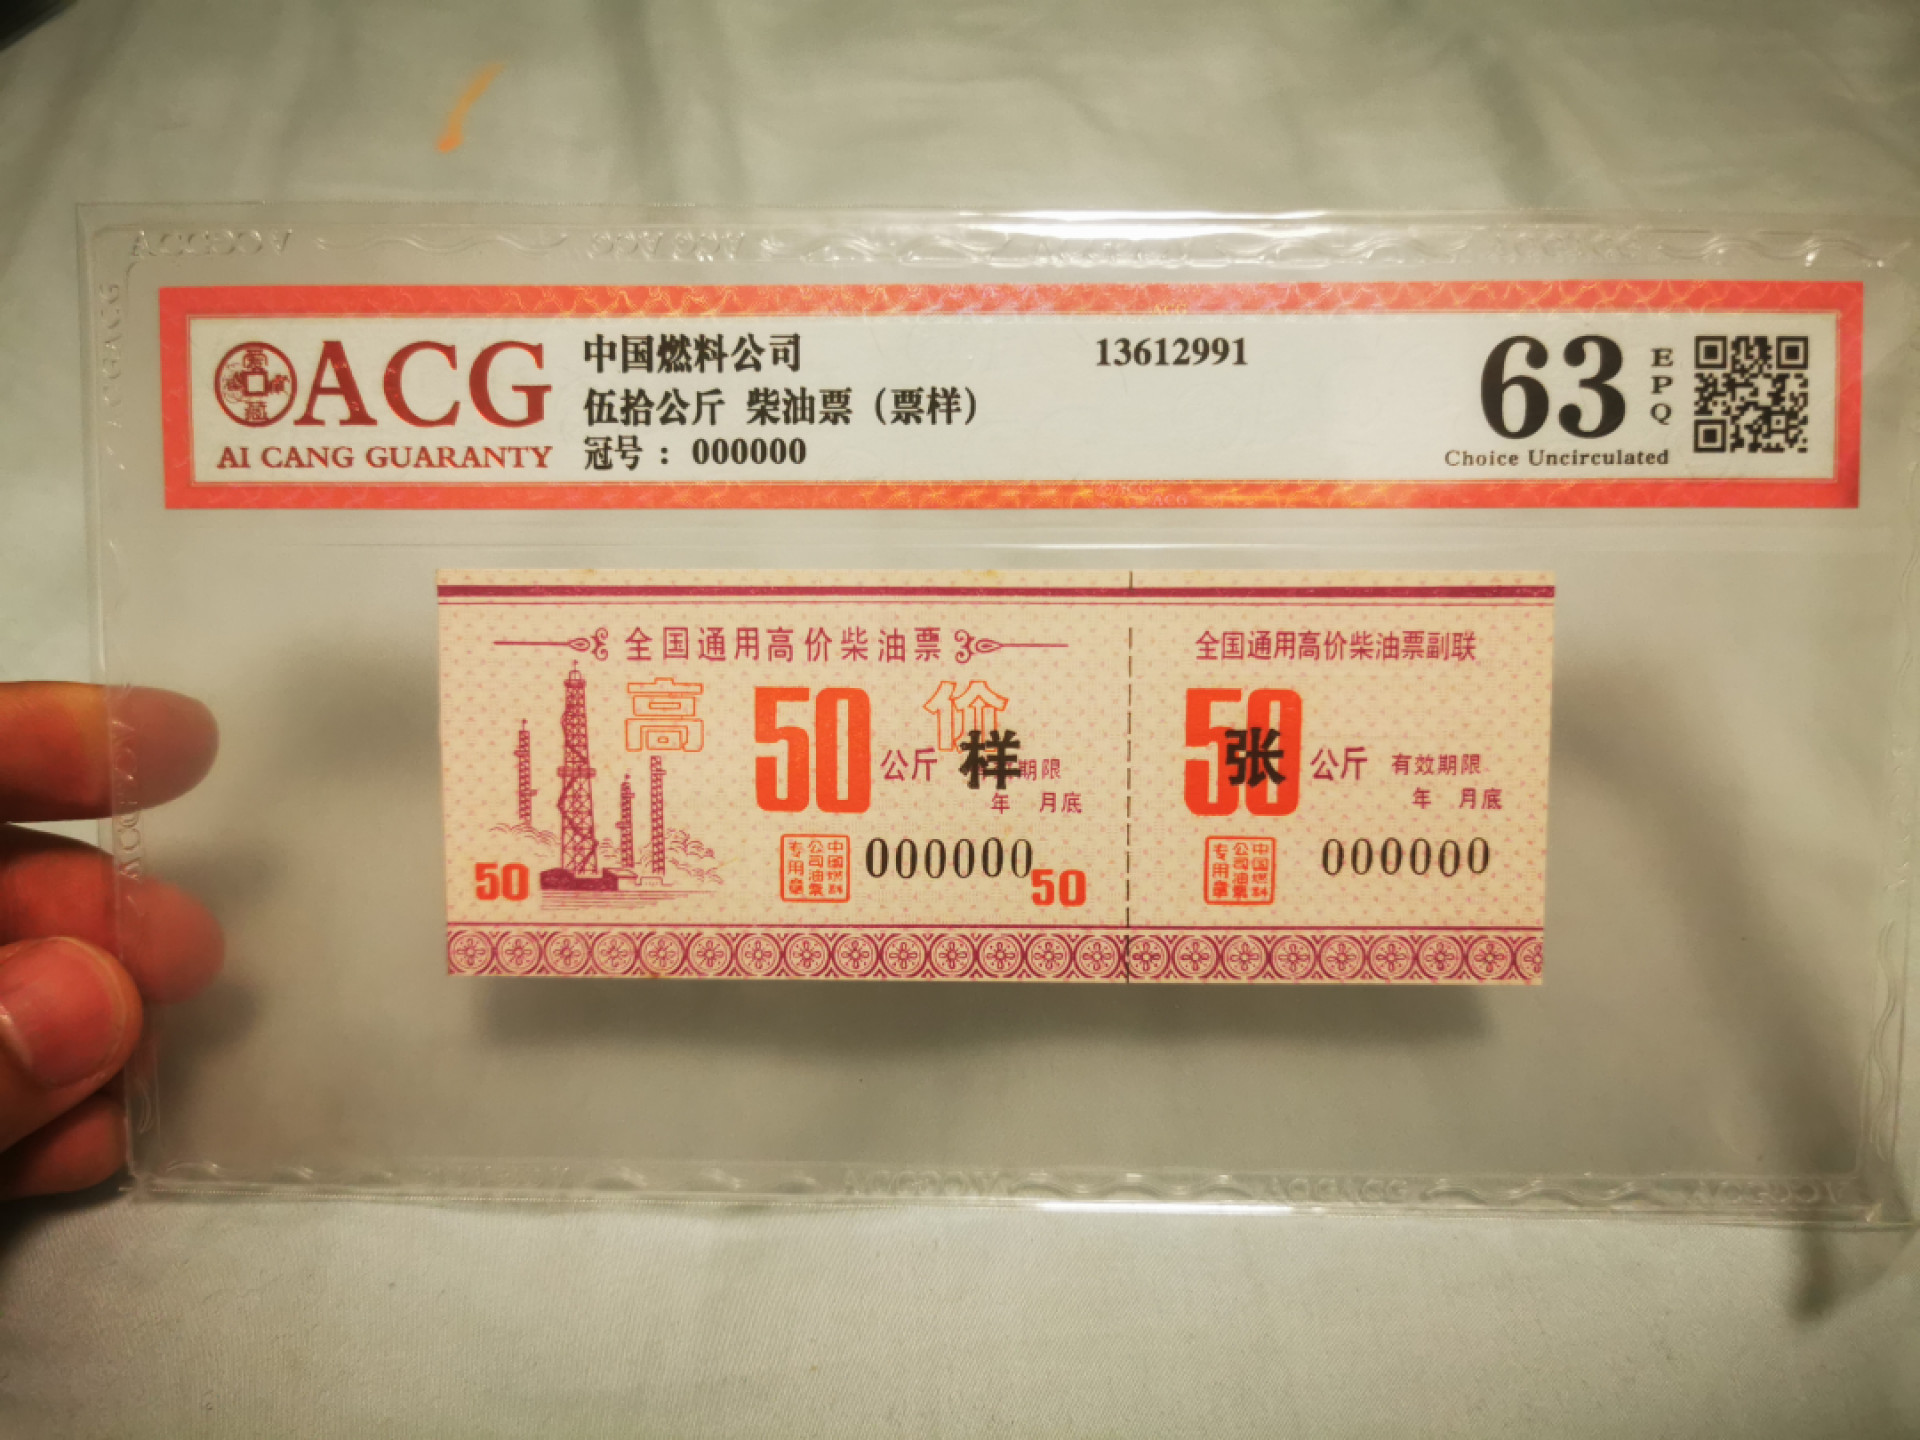 ACG
AI CANG GUARANTY
中国燃料公司
伍拾公斤 柴油票（票样）
冠号： 000000
13612991
63
EPQ
Choice Uncirculated
全国通用高价柴油票
高 价
50公斤
样
期限
年 月底
50
中国燃料公司油票专用章
000000
50
全国通用高价柴油票副联
50公斤
张
有效期限
年 月底
中国燃料公司油票专用章
000000